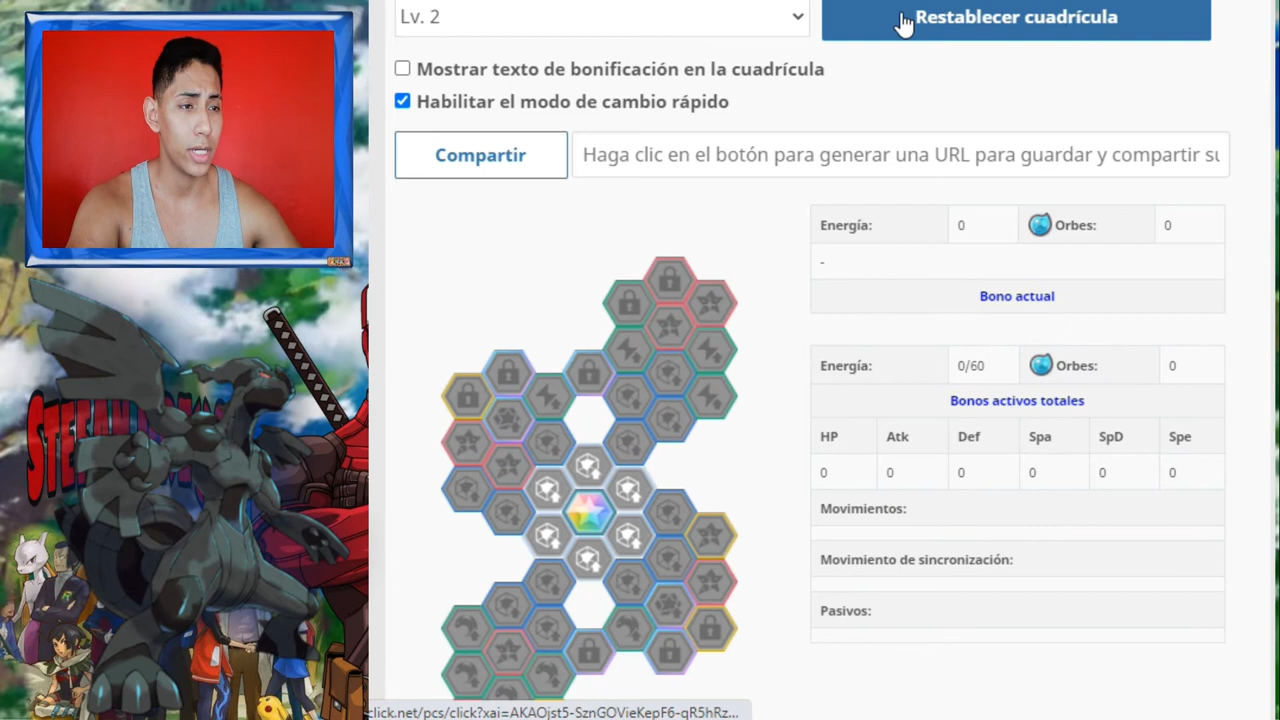 Lv. 2
Restablecer cuadrícula
Mostrar texto de bonificación en la cuadrícula
Habilitar el modo de cambio rápido
Compartir
Haga clic en el botón para generar una URL para guardar y compartir su
Energía: 0 Orbes: 0
-
Bono actual
Energía: 0/60 Orbes: 0
Bonos activos totales
HP Atk Def Spa SpD Spe
0 0 0 0 0 0
Movimientos:
Movimiento de sincronización:
Pasivos: